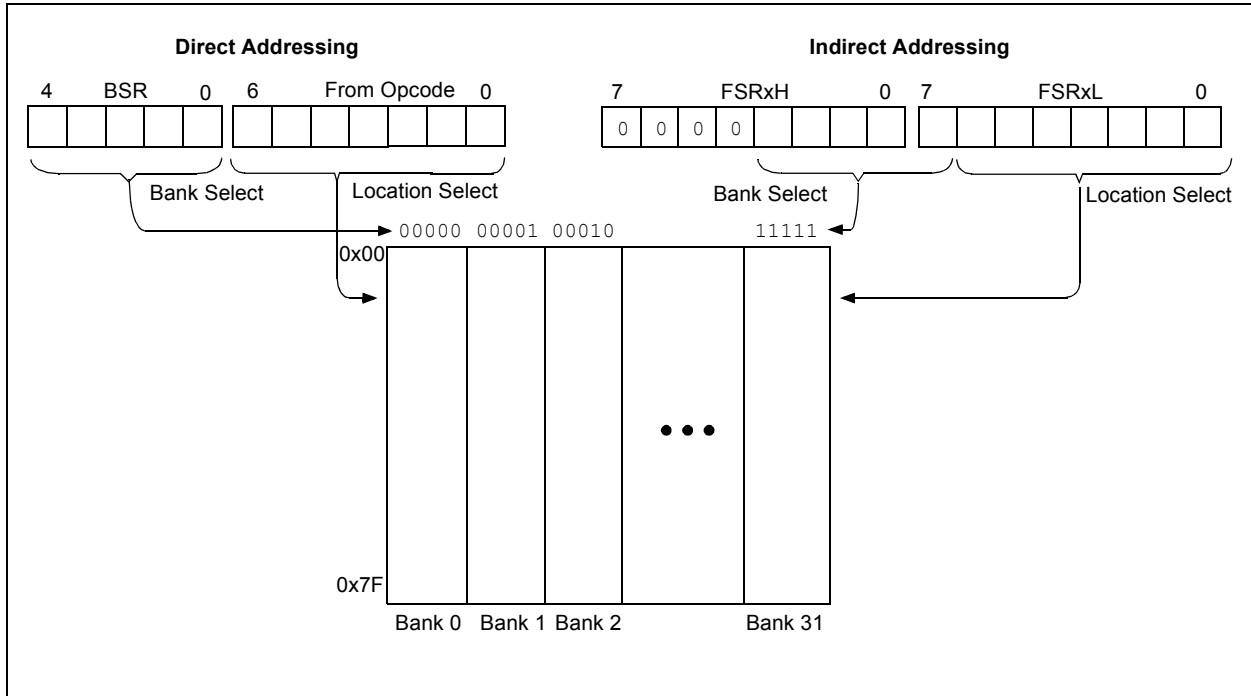 Direct Addressing
Indirect Addressing
4 BSR 0 6 From Opcode 0
7 FSRxH 0 7 FSRxL 0
0 0 0 0
Bank Select
Location Select
Bank Select
Location Select
00000 00001 00010 11111
0x00
0x7F
Bank 0 Bank 1 Bank 2 Bank 31